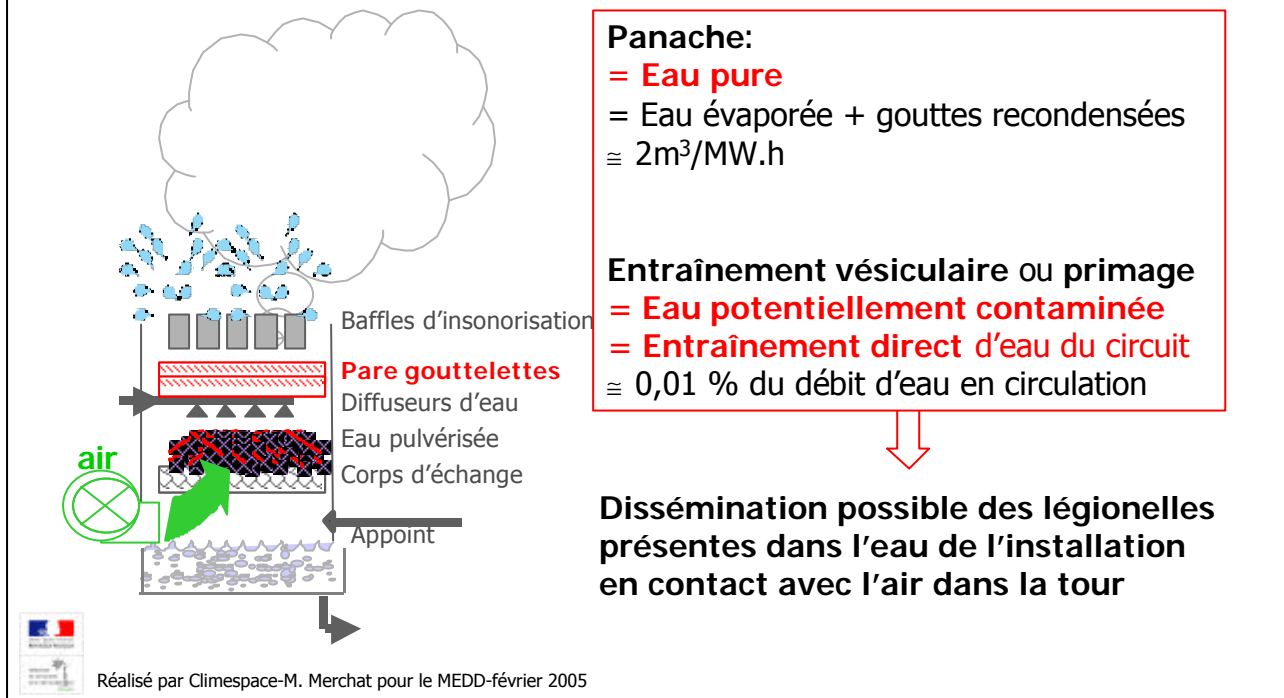 Panache:
= Eau pure
= Eau évaporée + gouttes recondensées
≅ 2m³/MW.h
Entraînement vésiculaire ou primage
= Eau potentiellement contaminée
= Entraînement direct d'eau du circuit
≅ 0,01 % du débit d'eau en circulation
Baffles d'insonorisation
Pare gouttelettes
Diffuseurs d'eau
Eau pulvérisée
Corps d'échange
air
Appoint
Dissémination possible des légionelles
présentes dans l'eau de l'installation
en contact avec l'air dans la tour
Réalisé par Climespace-M. Merchat pour le MEDD-février 2005